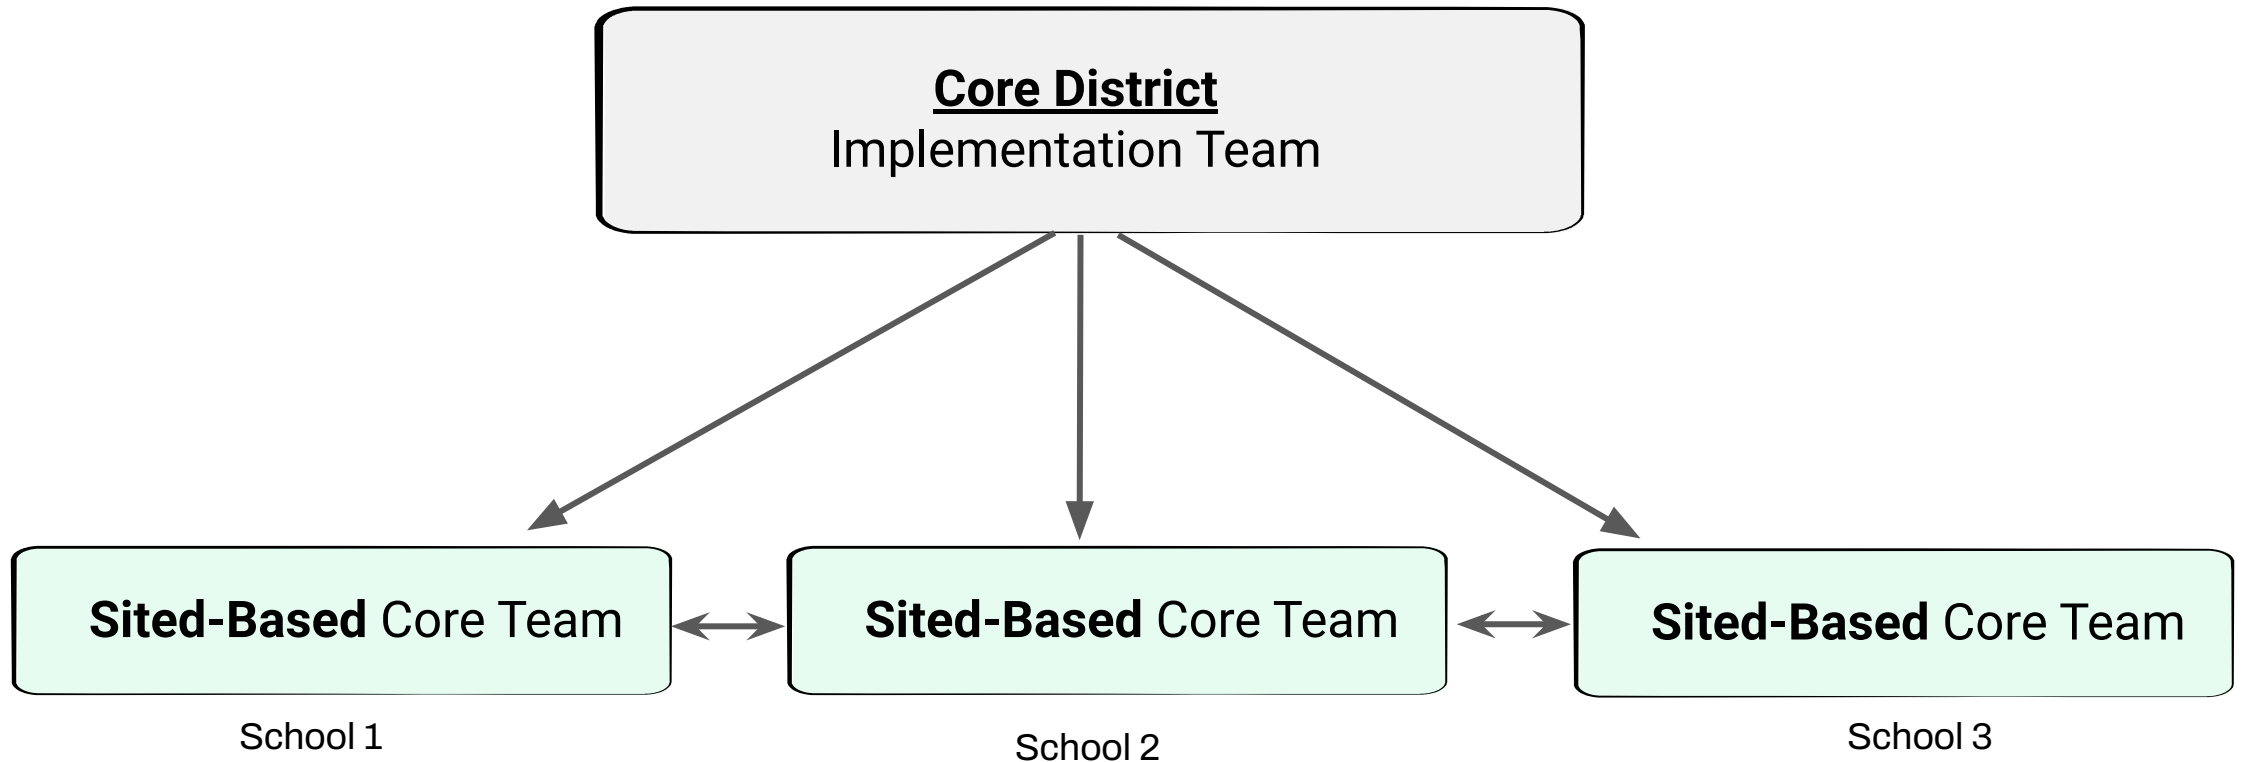 Core District
Implementation Team
Sited-Based Core Team
Sited-Based Core Team
Sited-Based Core Team
School 1
School 2
School 3